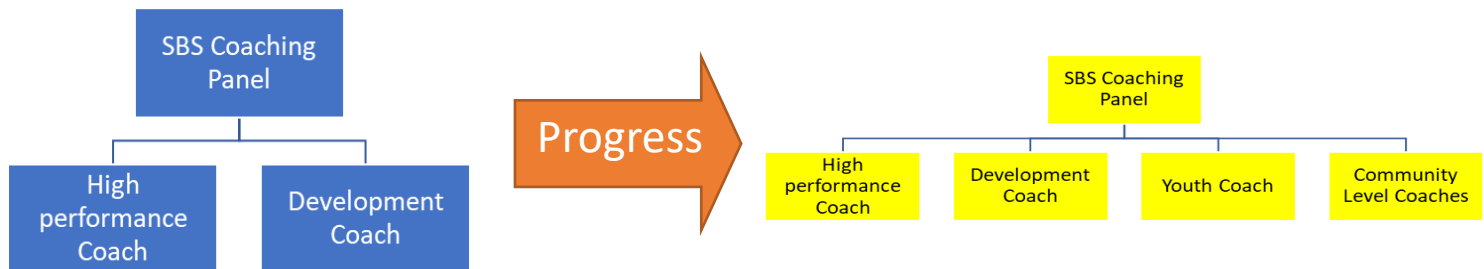 SBS Coaching
Panel
High
performance
Coach
Development
Coach
Progress
SBS Coaching
Panel
High
performance
Coach
Development
Coach
Youth Coach
Community
Level Coaches